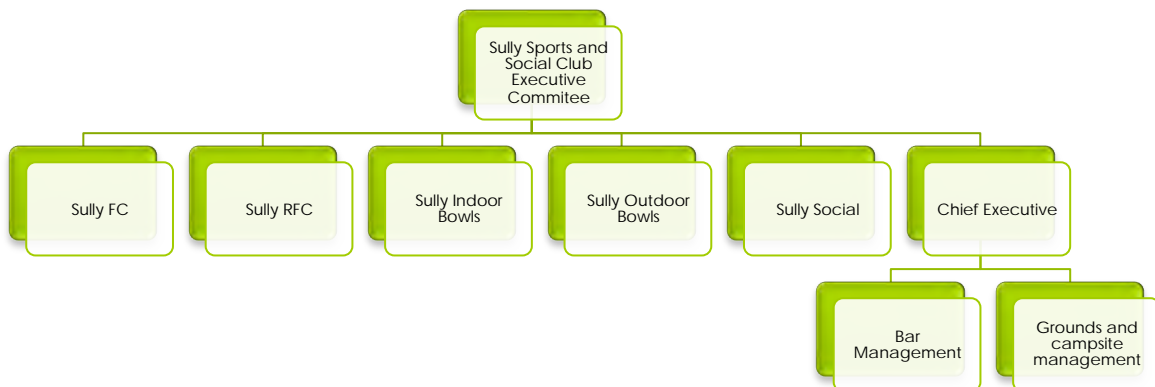 Sully Sports and
Social Club
Executive
Commitee
Sully FC
Sully RFC
Sully Indoor
Bowls
Sully Outdoor
Bowls
Sully Social
Chief Executive
Bar
Management
Grounds and
campsite
management